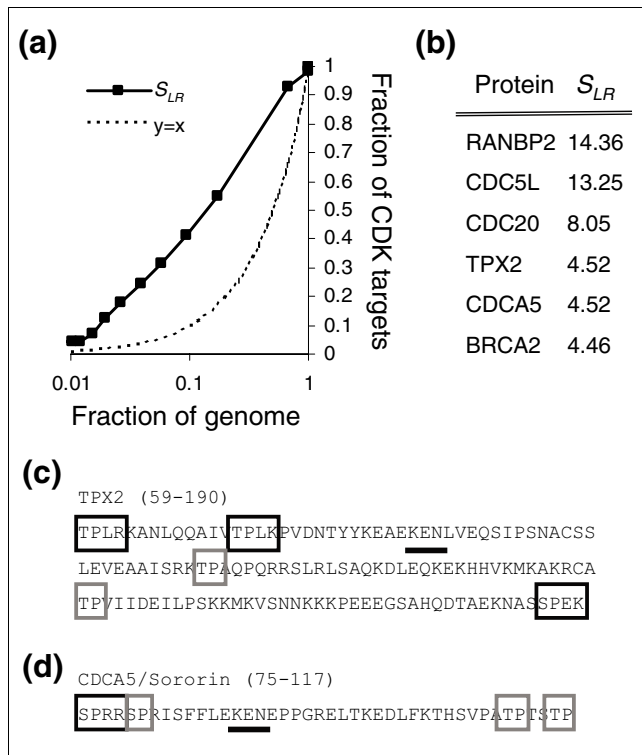 (a)
S_LR
y=x
1
0.9
0.8
0.7
0.6
0.5
0.4
0.3
0.2
0.1
0
Fraction of CDK targets
0.01
0.1
1
Fraction of genome
(b)
Protein S_LR
RANBP2 14.36
CDC5L 13.25
CDC20 8.05
TPX2 4.52
CDCA5 4.52
BRCA2 4.46
(c)
TPX2 (59-190)
TPLRKANLQQAIVTPLKPVDNTYYKEAEKENLVEQSIPSNACSS
LEVEAAISRKTPAQPQRRSLRLSAQKDLEQKEKHHVKMKAKRCA
TPVIIDEILPSKKMKVSNNKKKPEEEGSAHQDTAEKNASSPEK
(d)
CDCA5/Sororin (75-117)
SPRRSPRISFFLEKENEPPGRELTKEDLFKTHSVPATPTSTP